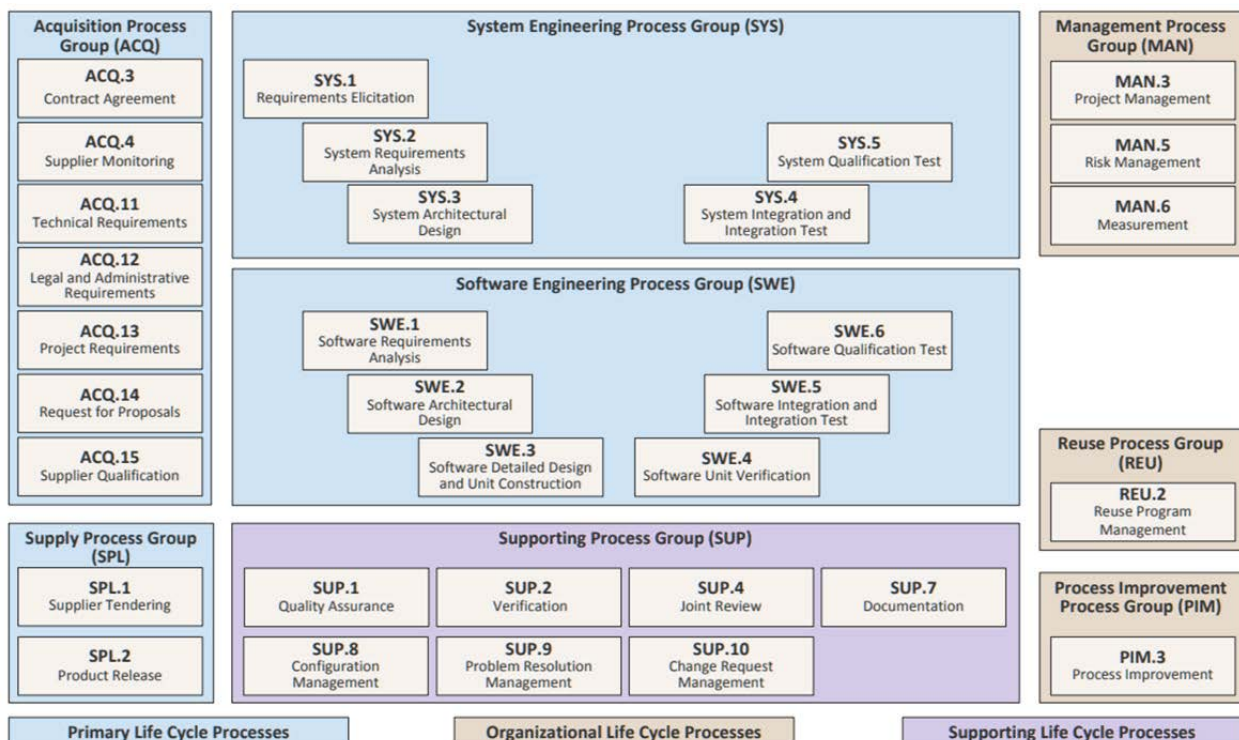 Acquisition Process
Group (ACQ)
ACQ.3
Contract Agreement
ACQ.4
Supplier Monitoring
ACQ.11
Technical Requirements
ACQ.12
Legal and Administrative
Requirements
ACQ.13
Project Requirements
ACQ.14
Request for Proposals
ACQ.15
Supplier Qualification
System Engineering Process Group (SYS)
SYS.1
Requirements Elicitation
SYS.2
System Requirements
Analysis
SYS.3
System Architectural
Design
SYS.5
System Qualification Test
SYS.4
System Integration and
Integration Test
Software Engineering Process Group (SWE)
SWE.1
Software Requirements
Analysis
SWE.2
Software Architectural
Design
SWE.3
Software Detailed Design
and Unit Construction
SWE.6
Software Qualification Test
SWE.5
Software Integration and
Integration Test
SWE.4
Software Unit Verification
Management Process
Group (MAN)
MAN.3
Project Management
MAN.5
Risk Management
MAN.6
Measurement
Reuse Process Group
(REU)
REU.2
Reuse Program
Management
Supply Process Group
(SPL)
SPL.1
Supplier Tendering
SPL.2
Product Release
Supporting Process Group (SUP)
SUP.1
Quality Assurance
SUP.2
Verification
SUP.4
Joint Review
SUP.7
Documentation
SUP.8
Configuration
Management
SUP.9
Problem Resolution
Management
SUP.10
Change Request
Management
Process Improvement
Process Group (PIM)
PIM.3
Process Improvement
Primary Life Cycle Processes
Organizational Life Cycle Processes
Supporting Life Cycle Processes